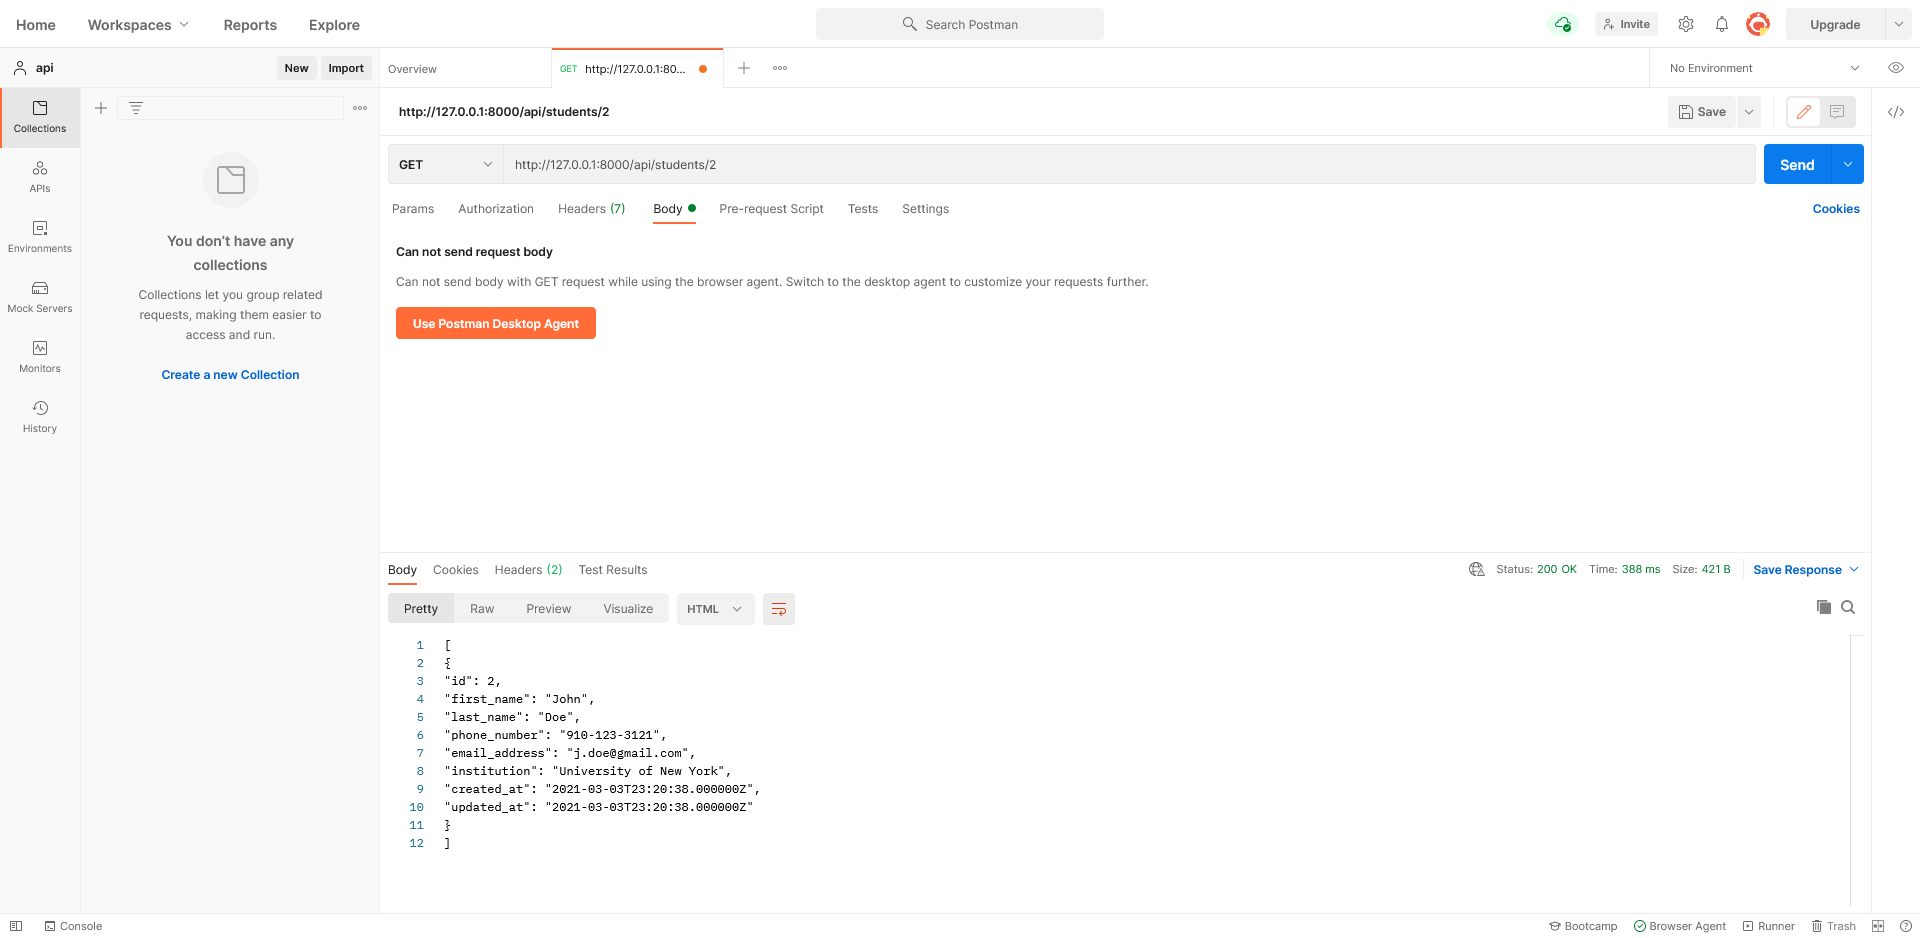 Home Workspaces Reports Explore Search Postman Invite Upgrade
api New Import Overview GET http://127.0.0.1:80... No Environment
Collections
http://127.0.0.1:8000/api/students/2 Save
GET http://127.0.0.1:8000/api/students/2 Send
APIs
Params Authorization Headers (7) Body Pre-request Script Tests Settings Cookies
Environments
You don’t have any
collections
Can not send request body
Can not send body with GET request while using the browser agent. Switch to the desktop agent to customize your requests further.
Collections let you group related
requests, making them easier to
access and run.
Mock Servers
Use Postman Desktop Agent
Monitors
Create a new Collection
History
Body Cookies Headers (2) Test Results Status: 200 OK Time: 388 ms Size: 421 B Save Response
Pretty Raw Preview Visualize HTML
1 [
2 {
3 "id": 2,
4 "first_name": "John",
5 "last_name": "Doe",
6 "phone_number": "910-123-3121",
7 "email_address": "j.doe@gmail.com",
8 "institution": "University of New York",
9 "created_at": "2021-03-03T23:20:38.000000Z",
10 "updated_at": "2021-03-03T23:20:38.000000Z"
11 }
12 ]
Console Bootcamp Browser Agent Runner Trash